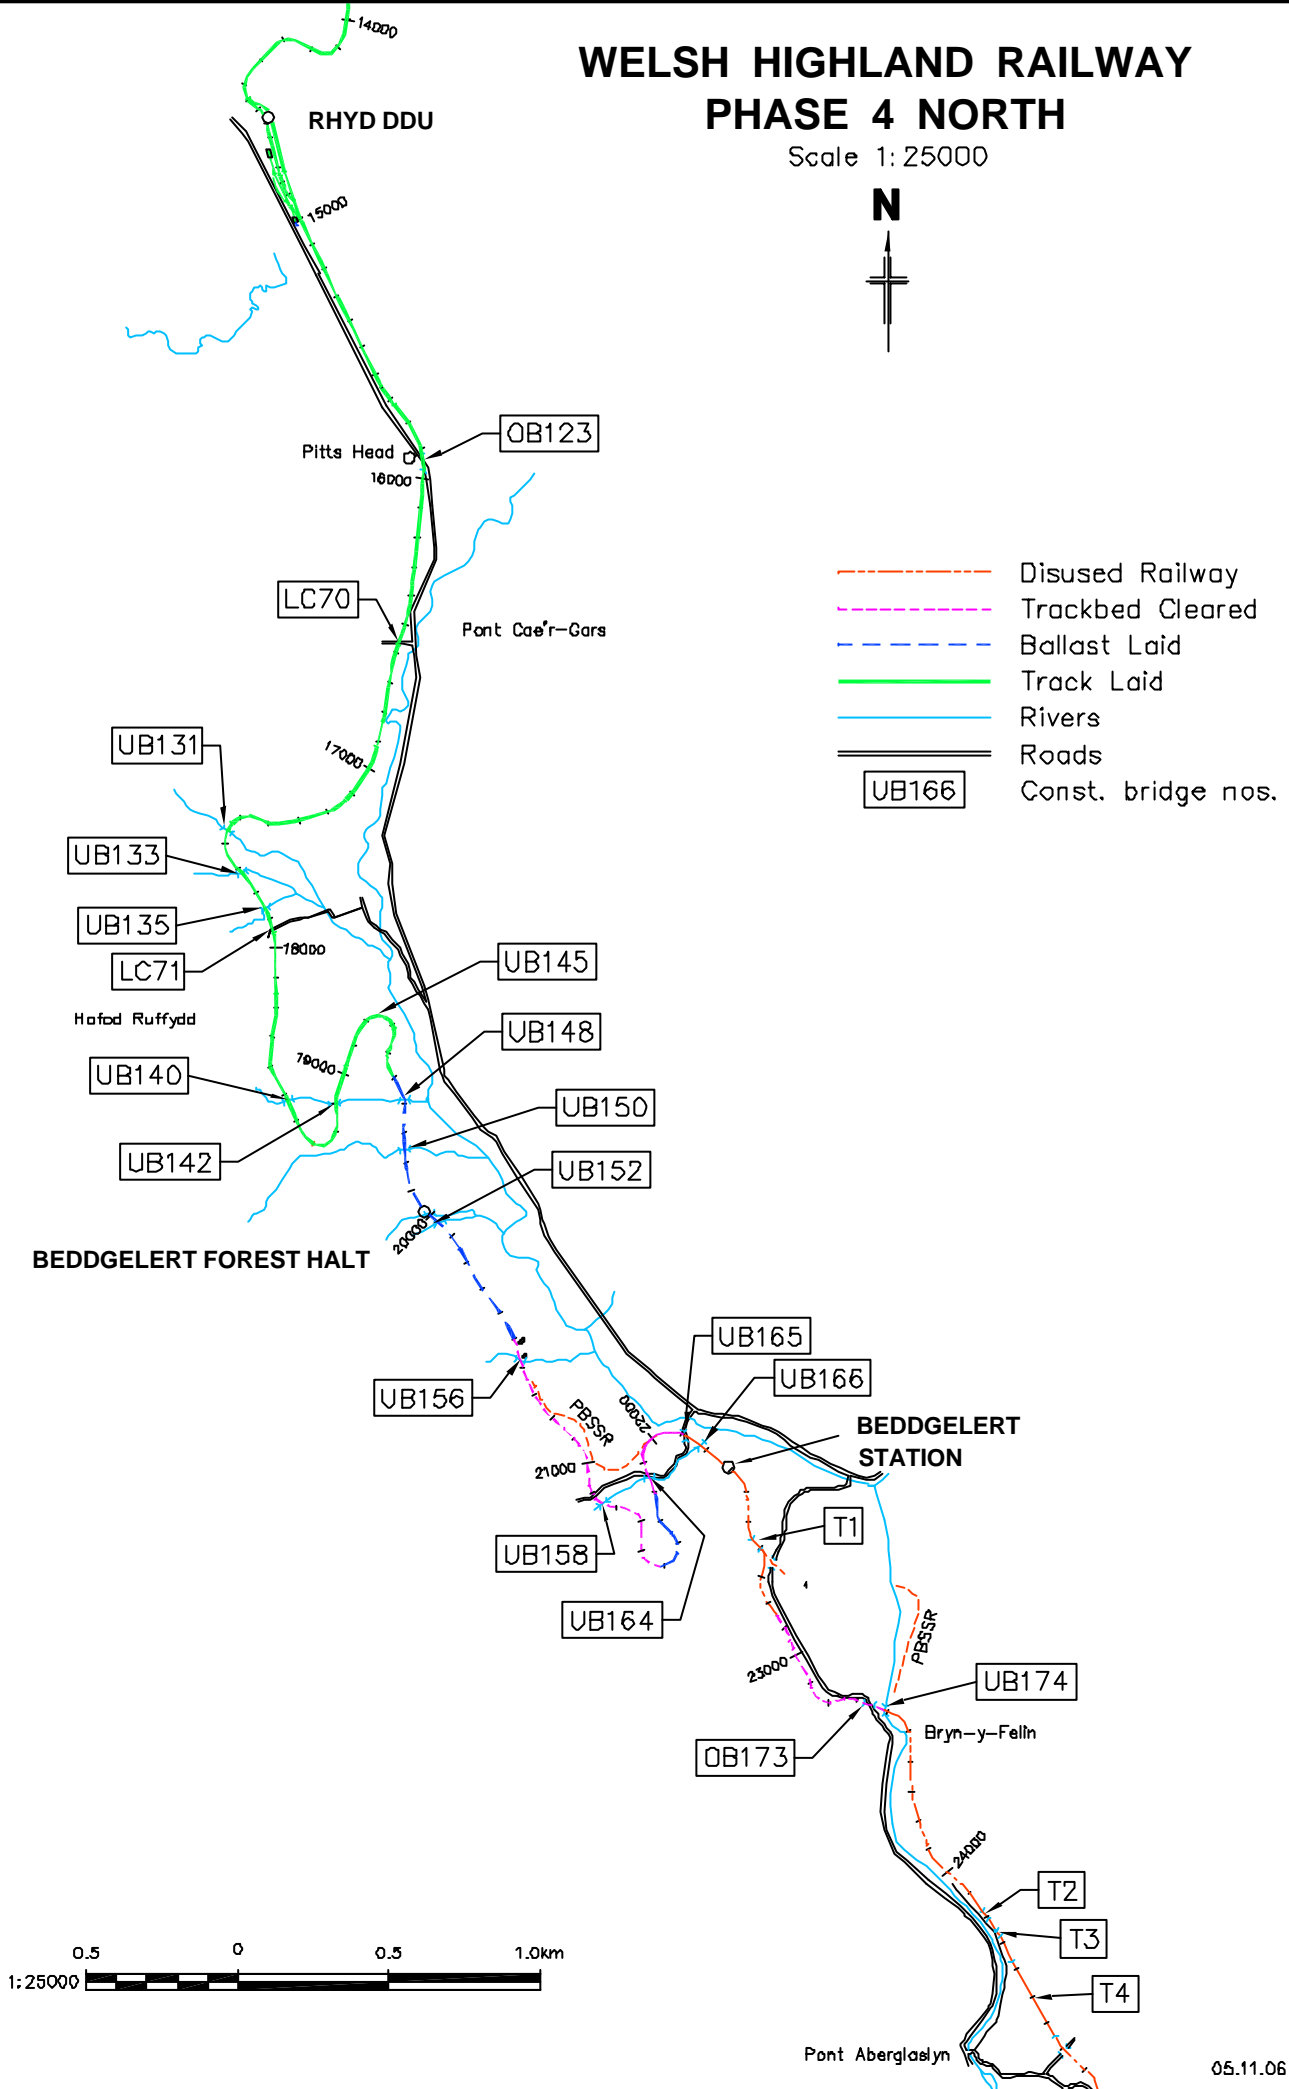 WELSH HIGHLAND RAILWAY
PHASE 4 NORTH
Scale 1:25000
N
14000
RHYD DDU
15000
OB123
Pitts Head
16000
LC70
Pont Cae'r-Gors
Disused Railway
Trackbed Cleared
Ballast Laid
Track Laid
Rivers
Roads
UB166 Const. bridge nos.
UB131
17000
UB133
UB135
18000
LC71
UB145
Hafod Ruffydd
UB148
19000
UB140
UB150
UB142
UB152
20000
BEDDGELERT FOREST HALT
UB165
UB166
UB156
PBSSR
22000
BEDDGELERT
STATION
21000
T1
UB158
UB164
PBSSR
23000
UB174
Bryn-y-Felin
OB173
24000
T2
T3
T4
0.5 0 0.5 1.0km
1:25000
Pont Aberglaslyn
05.11.06